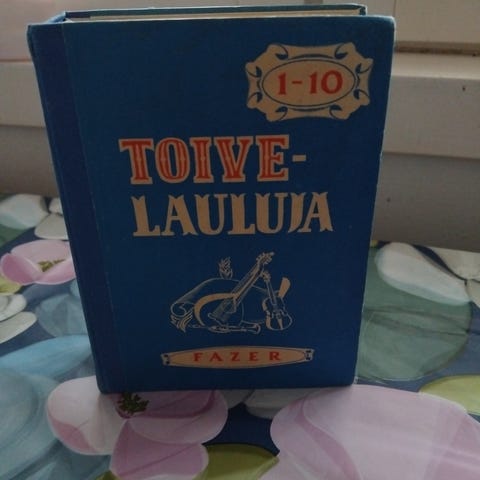 1-10
TOIVE-
LAULUJA
FAZER